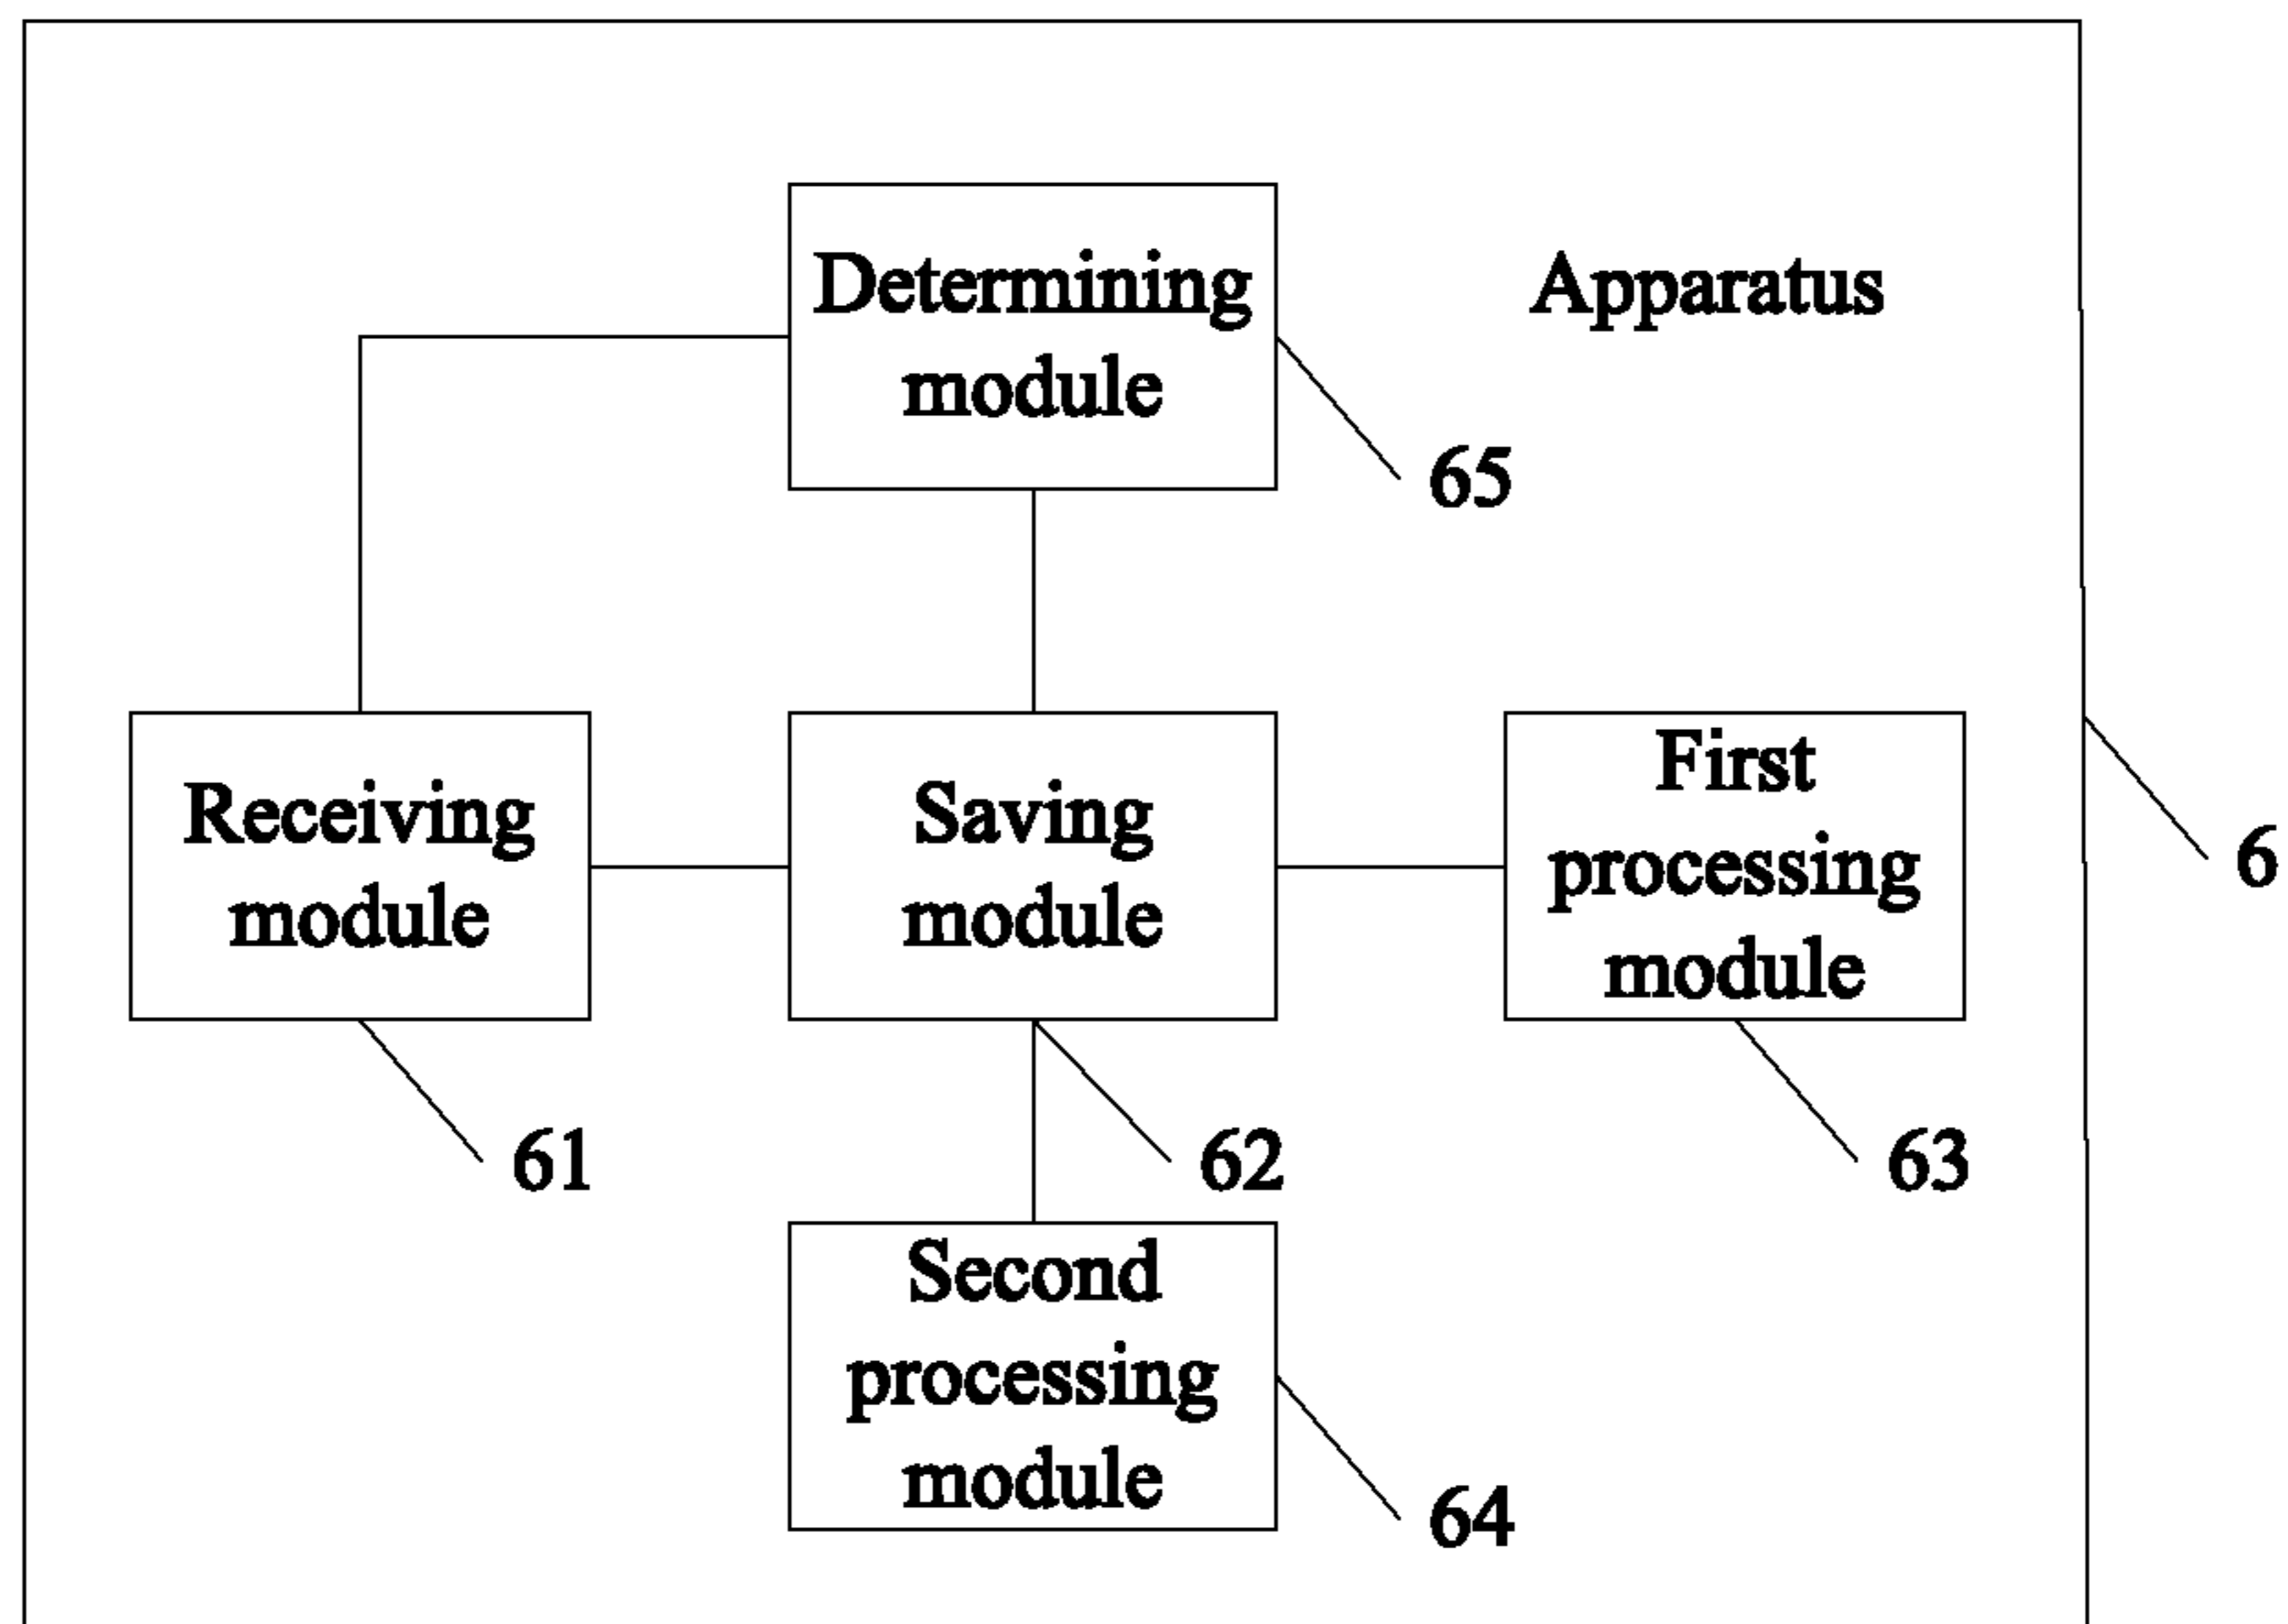 Determining
module
Apparatus
65
Receiving
module
Saving
module
First
processing
module
6
61
62
63
Second
processing
module
64